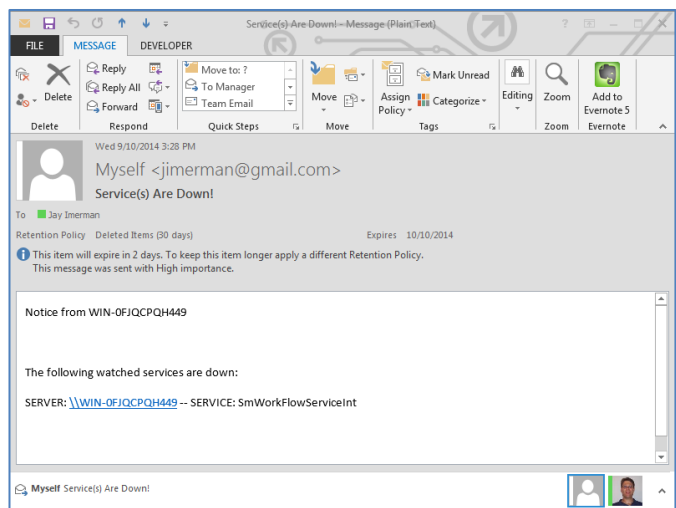 Service(s) Are Down! - Message (Plain Text)
FILE MESSAGE DEVELOPER
Delete
Reply
Reply All
Forward
Move to: ?
To Manager
Team Email
Move
Assign Policy
Mark Unread
Categorize
Editing
Zoom
Add to Evernote 5
Delete Respond Quick Steps Move Tags Zoom Evernote
Wed 9/10/2014 3:28 PM
Myself <jimerman@gmail.com>
Service(s) Are Down!
To Jay Imerman
Retention Policy Deleted Items (30 days) Expires 10/10/2014
This item will expire in 2 days. To keep this item longer apply a different Retention Policy.
This message was sent with High importance.
Notice from WIN-0FJQCPQH449
The following watched services are down:
SERVER: \\WIN-0FJQCPQH449 -- SERVICE: SmWorkFlowServiceInt
Myself Service(s) Are Down!